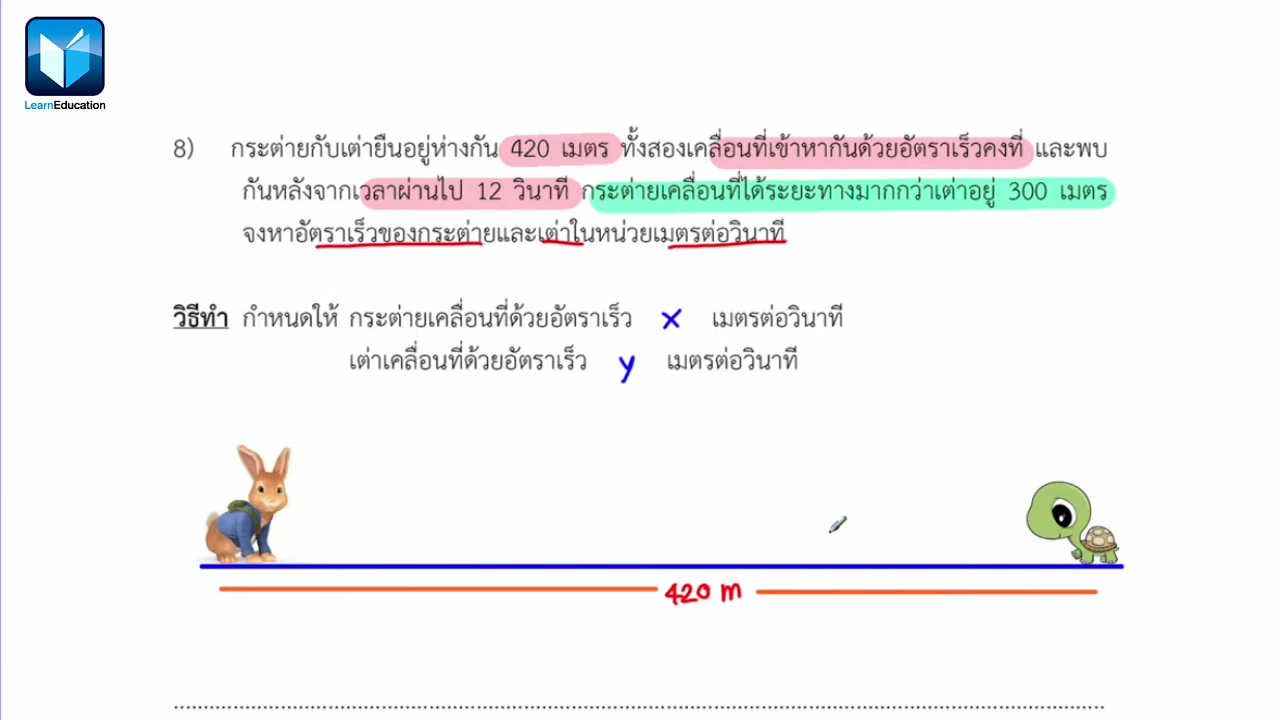 LearnEducation
8) กระต่ายกับเต่ายืนอยู่ห่างกัน 420 เมตร ทั้งสองเคลื่อนที่เข้าหากันด้วยอัตราเร็วคงที่ และพบ
กันหลังจากเวลาผ่านไป 12 วินาที กระต่ายเคลื่อนที่ได้ระยะทางมากกว่าเต่าอยู่ 300 เมตร
จงหาอัตราเร็วของกระต่ายและเต่าในหน่วยเมตรต่อวินาที
วิธีทำ กำหนดให้ กระต่ายเคลื่อนที่ด้วยอัตราเร็ว x เมตรต่อวินาที
เต่าเคลื่อนที่ด้วยอัตราเร็ว y เมตรต่อวินาที
420 m